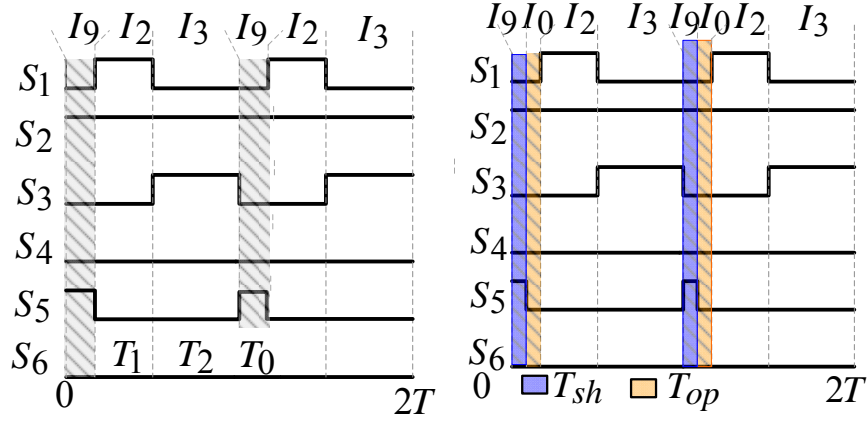 I9 I2 I3 I9 I2 I3
S1
S2
S3
S4
S5
S6 T1 T2 T0
0 2T
I9 I0 I2 I3 I9 I0 I2 I3
S1
S2
S3
S4
S5
S6
0 Tsh Top 2T